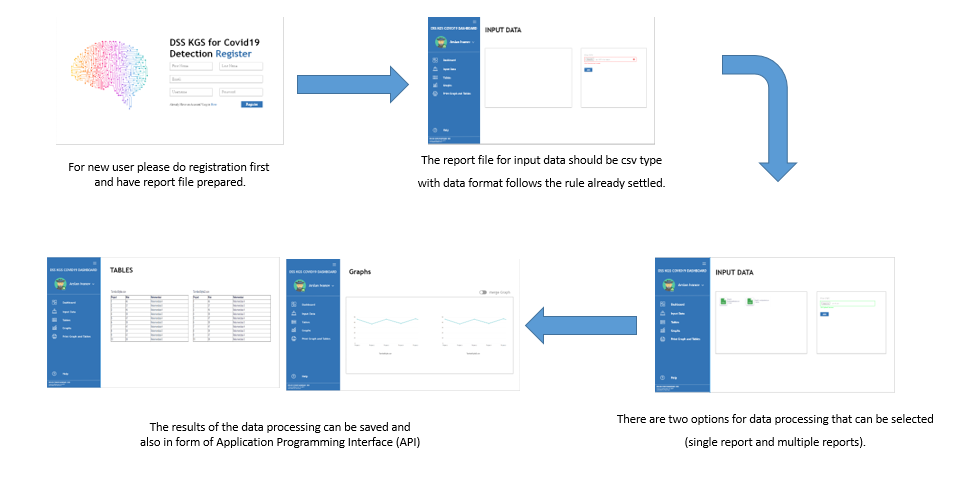 DSS KGS for Covid19
Detection Register
First Name
Last Name
Email
Username
Password
Register
For new user please do registration first
and have report file prepared.
DSS KGS COVID19 DASHBOARD
INPUT DATA
Dashboard
Input Data
Tables
Graphs
Print Graph and Tables
Help
The report file for input data should be csv type
with data format follows the rule already settled.
DSS KGS COVID19 DASHBOARD
TABLES
Dashboard
Input Data
Tables
Graphs
Print Graph and Tables
Help
DSS KGS COVID19 DASHBOARD
Graphs
Merge Graph
Dashboard
Input Data
Tables
Graphs
Print Graph and Tables
Help
The results of the data processing can be saved and
also in form of Application Programming Interface (API)
DSS KGS COVID19 DASHBOARD
INPUT DATA
Dashboard
Input Data
Tables
Graphs
Print Graph and Tables
Help
There are two options for data processing that can be selected
(single report and multiple reports).